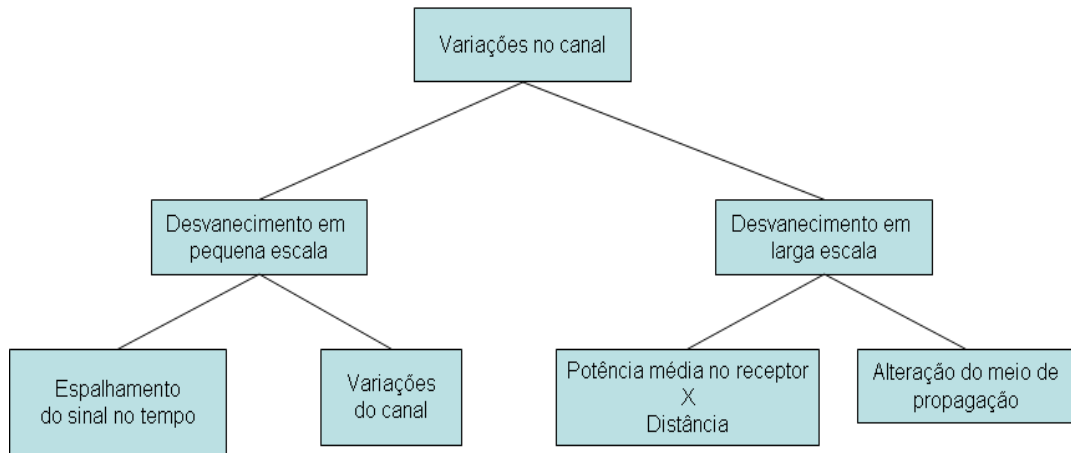 Variações no canal
Desvanecimento em
pequena escala
Desvanecimento em
larga escala
Espalhamento
do sinal no tempo
Variações
do canal
Potência média no receptor
X
Distância
Alteração do meio de
propagação